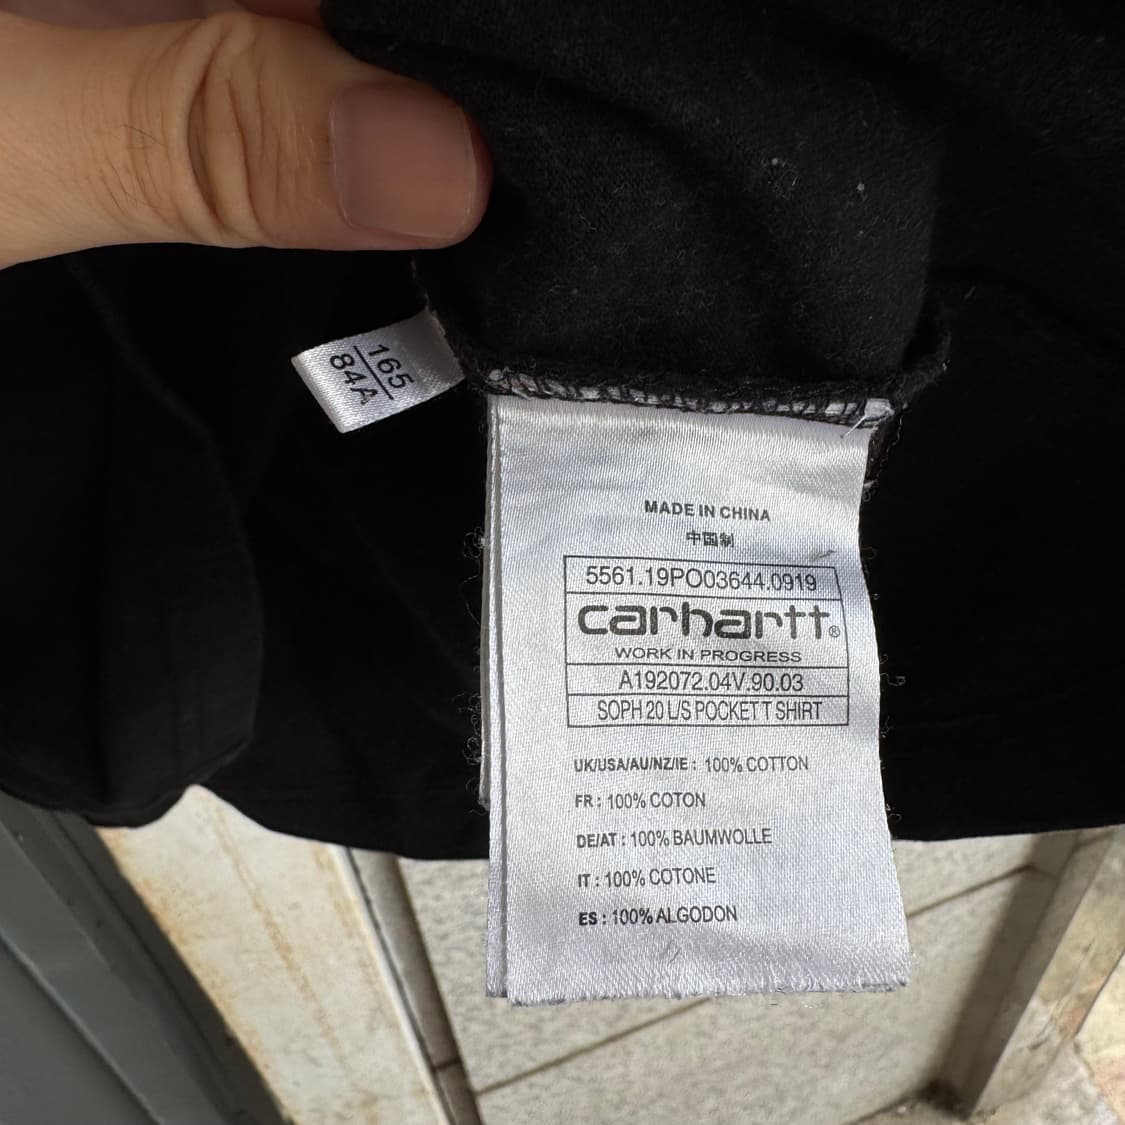 165
84A
MADE IN CHINA
中国制
5561.19PO03644.0919
carhartt®
WORK IN PROGRESS
A192072.04V.90.03
SOPH 20 L/S POCKET T SHIRT
UK/USA/AU/NZ/IE : 100% COTTON
FR : 100% COTON
DE/AT : 100% BAUMWOLLE
IT : 100% COTONE
ES : 100% ALGODON